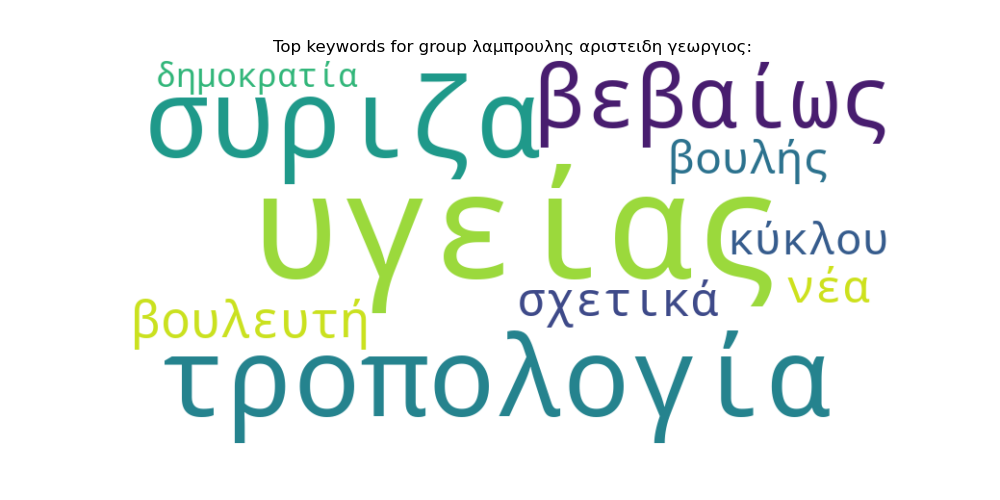 Top keywords for group λαμπρουλης αριστειδη γεωργιος:
δημοκρατία
συριζα
βεβαίως
βουλής
υγείας
κύκλου
νέα
σχετικά
βουλευτή
τροπολογία